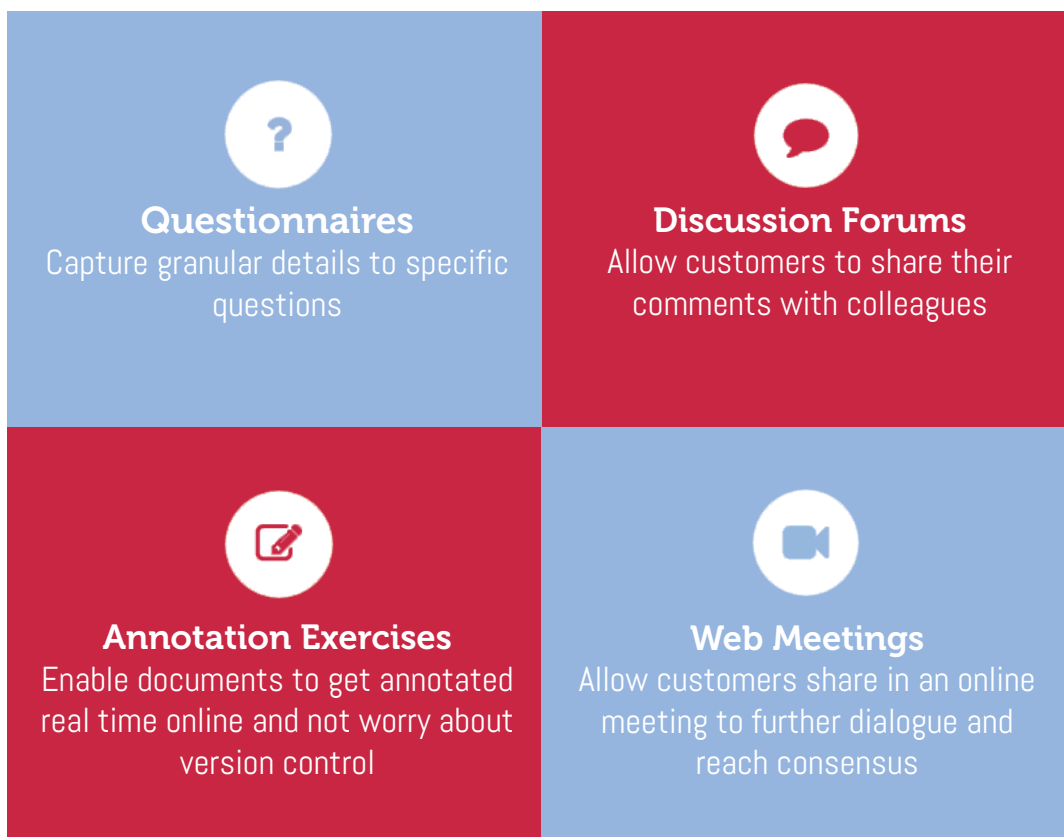 ?
Questionnaires
Capture granular details to specific
questions
Discussion Forums
Allow customers to share their
comments with colleagues
Annotation Exercises
Enable documents to get annotated
real time online and not worry about
version control
Web Meetings
Allow customers share in an online
meeting to further dialogue and
reach consensus